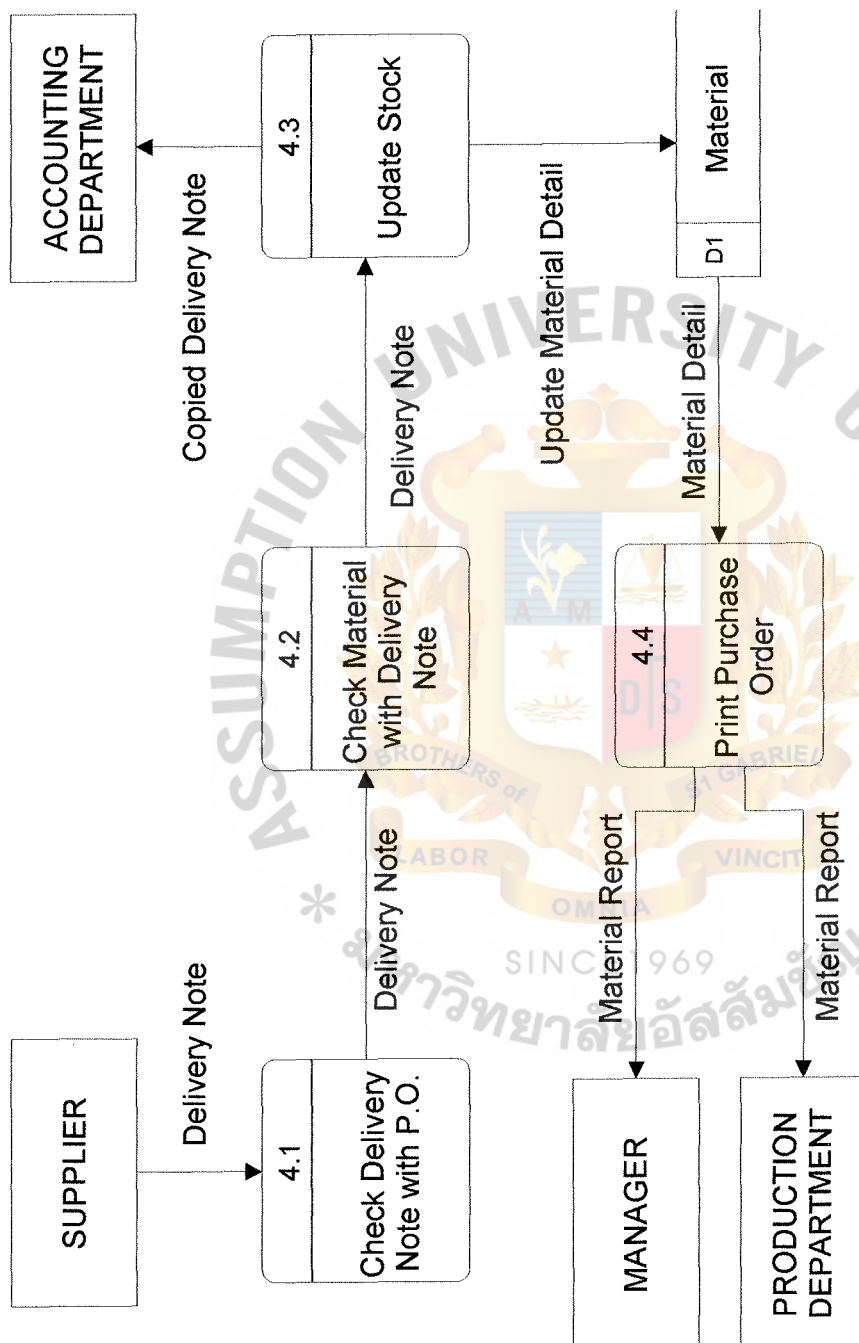 SUPPLIER
Delivery Note
4.1
Check Delivery
Note with P.O.
Delivery Note
4.2
Check Material
with Delivery
Note
Delivery Note
4.3
Update Stock
Copied Delivery Note
ACCOUNTING
DEPARTMENT
Update Material Detail
D1
Material
Material Detail
4.4
Print Purchase
Order
Material Report
MANAGER
Material Report
PRODUCTION
DEPARTMENT
ASSUMPTION UNIVERSITY
A M
D S
BROTHERS of
ST GABRIEL
LABOR
OMNIA
VINCIT
SINCE 1969